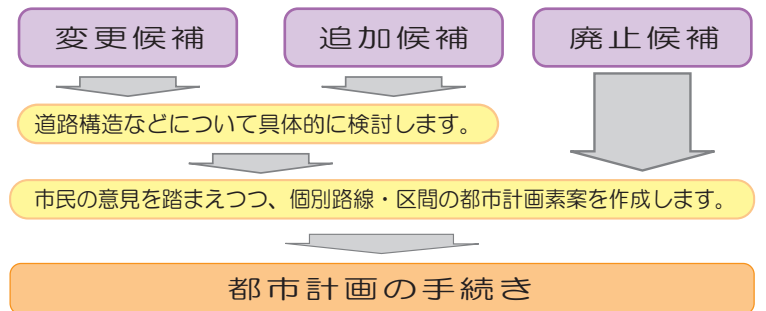 変更候補
追加候補
廃止候補
道路構造などについて具体的に検討します。
市民の意見を踏まえつつ、個別路線・区間の都市計画素案を作成します。
都市計画の手続き